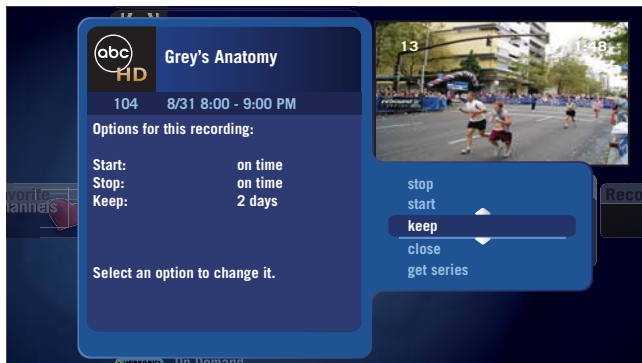 abc
HD
Grey's Anatomy
104 8/31 8:00 - 9:00 PM
Options for this recording:
Start: on time
Stop: on time
Keep: 2 days
Select an option to change it.
13
1:48
stop
start
keep
close
get series
On Demand